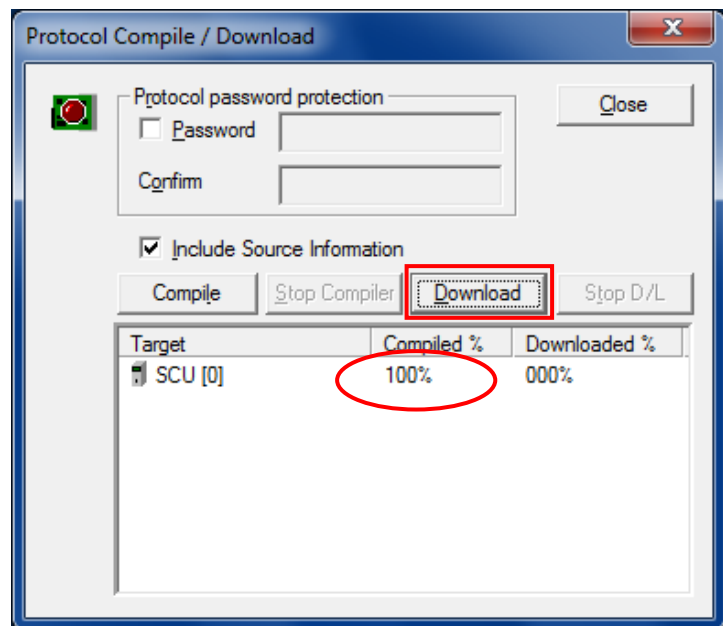 Protocol Compile / Download
Protocol password protection
Close
Password
Confirm
Include Source Information
Compile Stop Compiler Download Stop D/L
Target Compiled % Downloaded %
SCU [0] 100% 000%